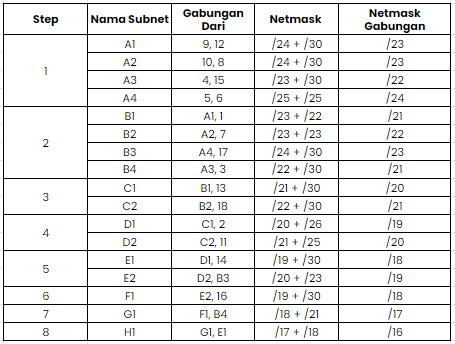 Step Nama Subnet Gabungan Dari Netmask Netmask Gabungan
1 A1 9, 12 /24 + /30 /23
A2 10, 8 /24 + /30 /23
A3 4, 15 /23 + /30 /22
A4 5, 6 /25 + /25 /24
2 B1 A1, 1 /23 + /22 /21
B2 A2, 7 /23 + /23 /22
B3 A4, 17 /24 + /30 /23
B4 A3, 3 /22 + /30 /21
3 C1 B1, 13 /21 + /30 /20
C2 B2, 18 /22 + /30 /21
4 D1 C1, 2 /20 + /26 /19
D2 C2, 11 /21 + /25 /20
5 E1 D1, 14 /19 + /30 /18
E2 D2, B3 /20 + /23 /19
6 F1 E2, 16 /19 + /30 /18
7 G1 F1, B4 /18 + /21 /17
8 H1 G1, E1 /17 + /18 /16